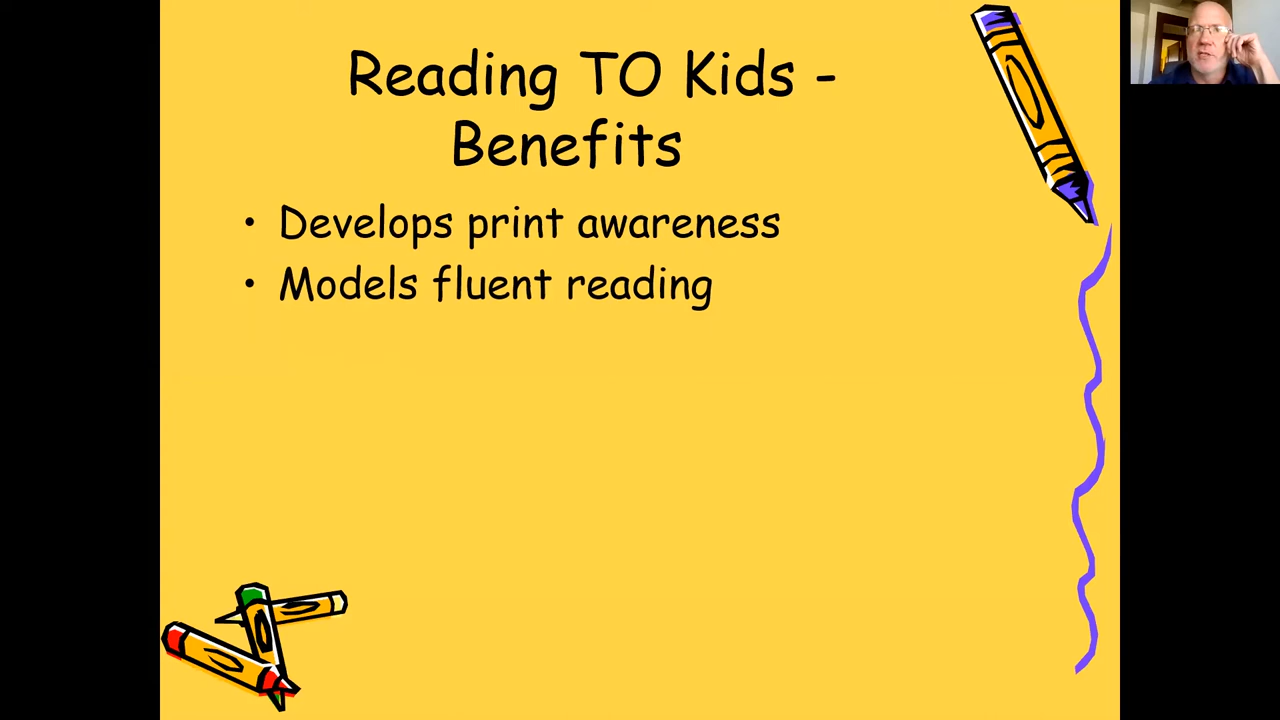 Reading TO Kids -
Benefits
• Develops print awareness
• Models fluent reading